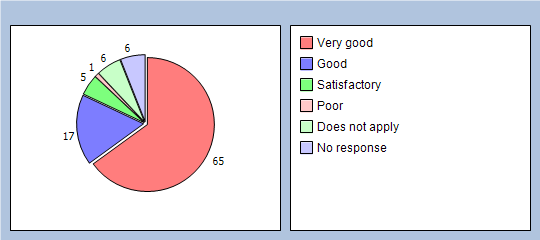 6
6
1
5
17
65
Very good
Good
Satisfactory
Poor
Does not apply
No response